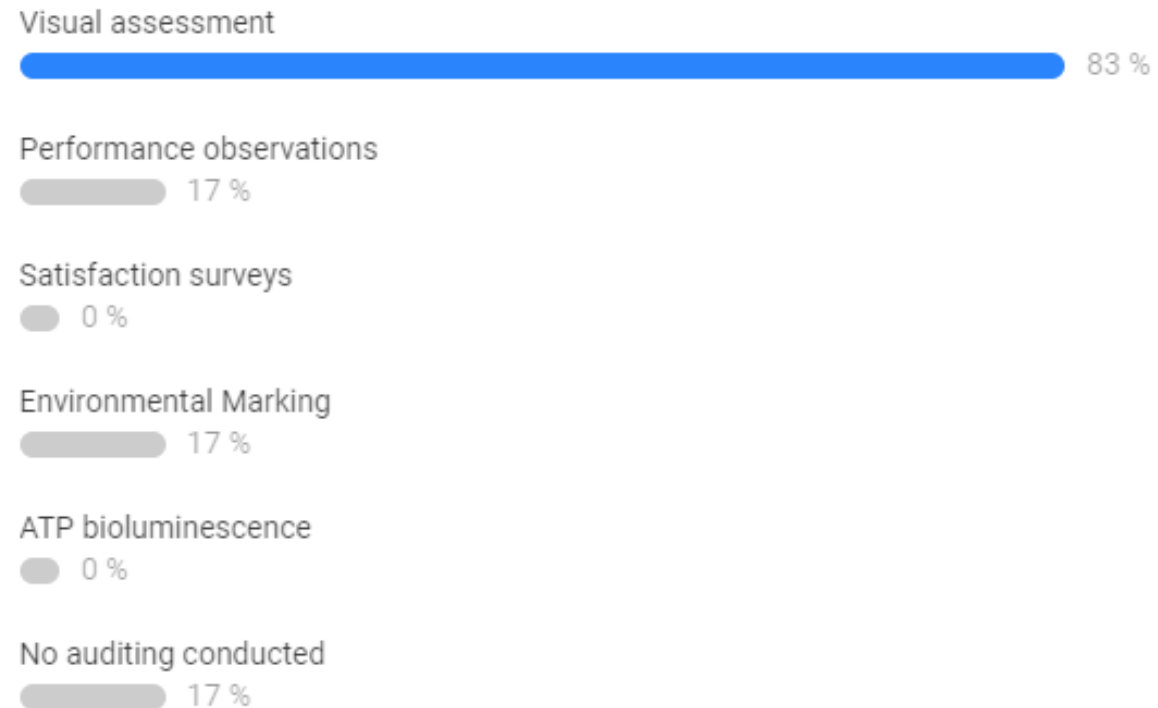 Visual assessment
83 %
Performance observations
17 %
Satisfaction surveys
0 %
Environmental Marking
17 %
ATP bioluminescence
0 %
No auditing conducted
17 %